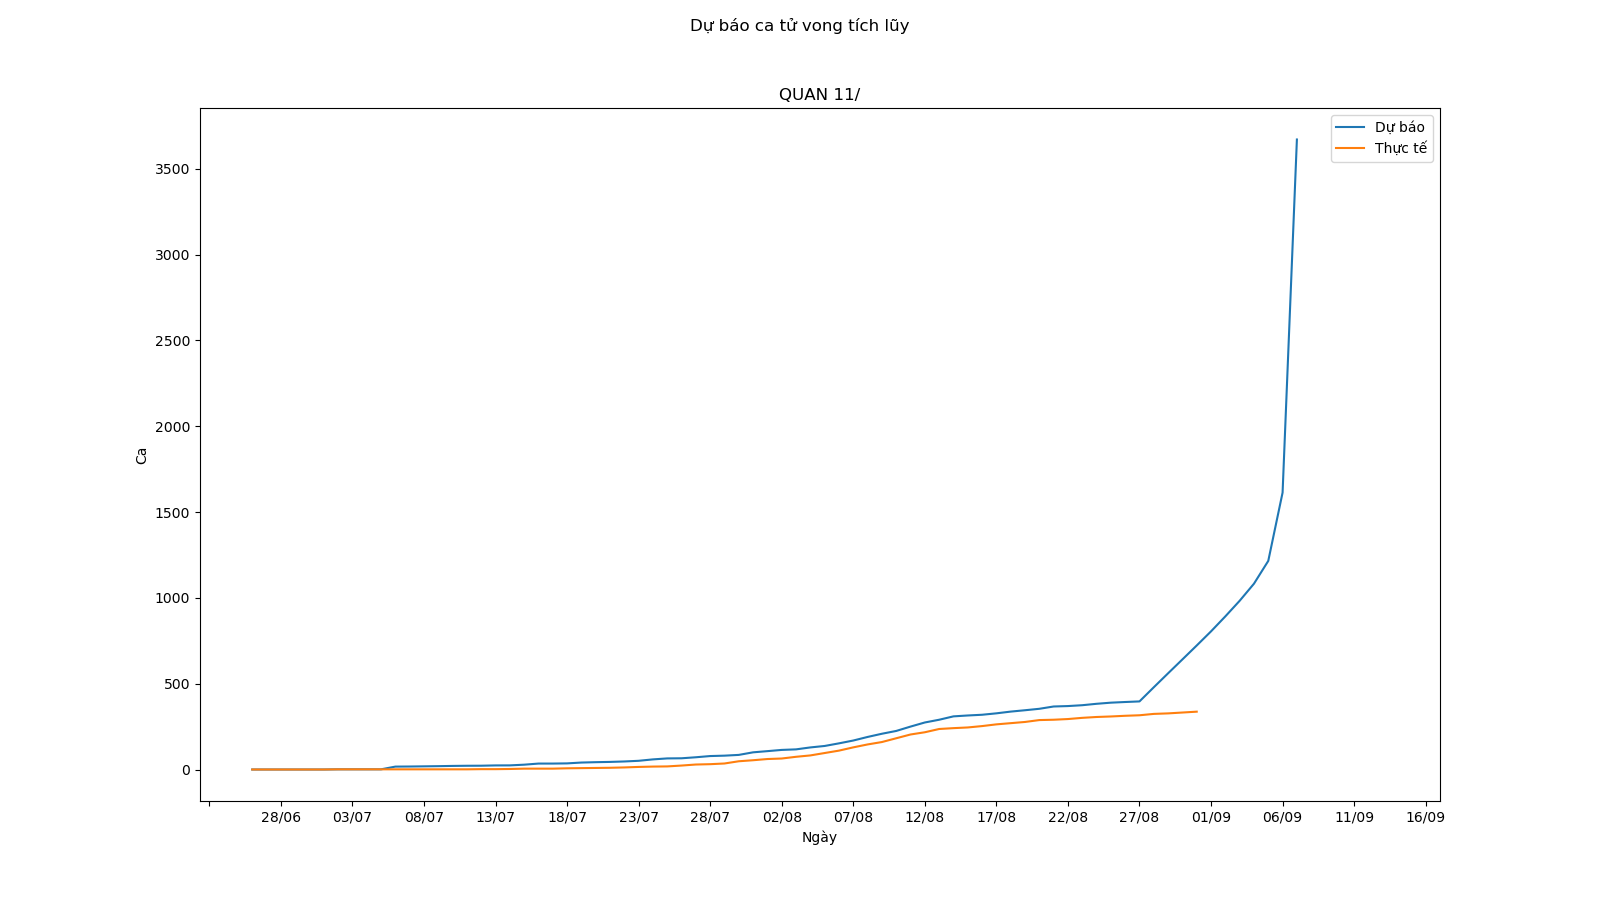 Dự báo ca tử vong tích lũy
QUAN 11/
Dự báo
Thực tế
3500
3000
2500
2000
1500
1000
500
0
Ca
28/06 03/07 08/07 13/07 18/07 23/07 28/07 02/08 07/08 12/08 17/08 22/08 27/08 01/09 06/09 11/09 16/09
Ngày